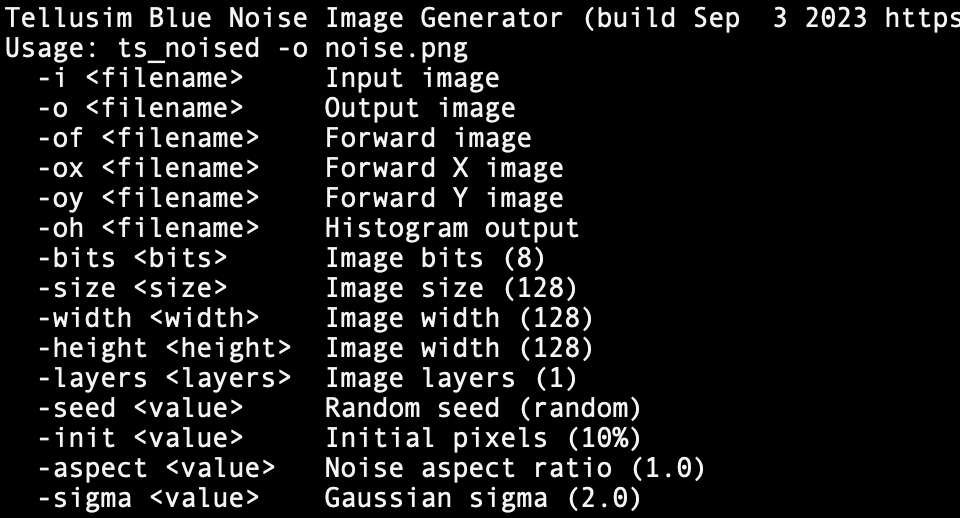 Tellusim Blue Noise Image Generator (build Sep  3 2023 https
Usage: ts_noised -o noise.png
  -i <filename>     Input image
  -o <filename>     Output image
  -of <filename>    Forward image
  -ox <filename>    Forward X image
  -oy <filename>    Forward Y image
  -oh <filename>    Histogram output
  -bits <bits>      Image bits (8)
  -size <size>      Image size (128)
  -width <width>    Image width (128)
  -height <height>  Image width (128)
  -layers <layers>  Image layers (1)
  -seed <value>     Random seed (random)
  -init <value>     Initial pixels (10%)
  -aspect <value>   Noise aspect ratio (1.0)
  -sigma <value>    Gaussian sigma (2.0)